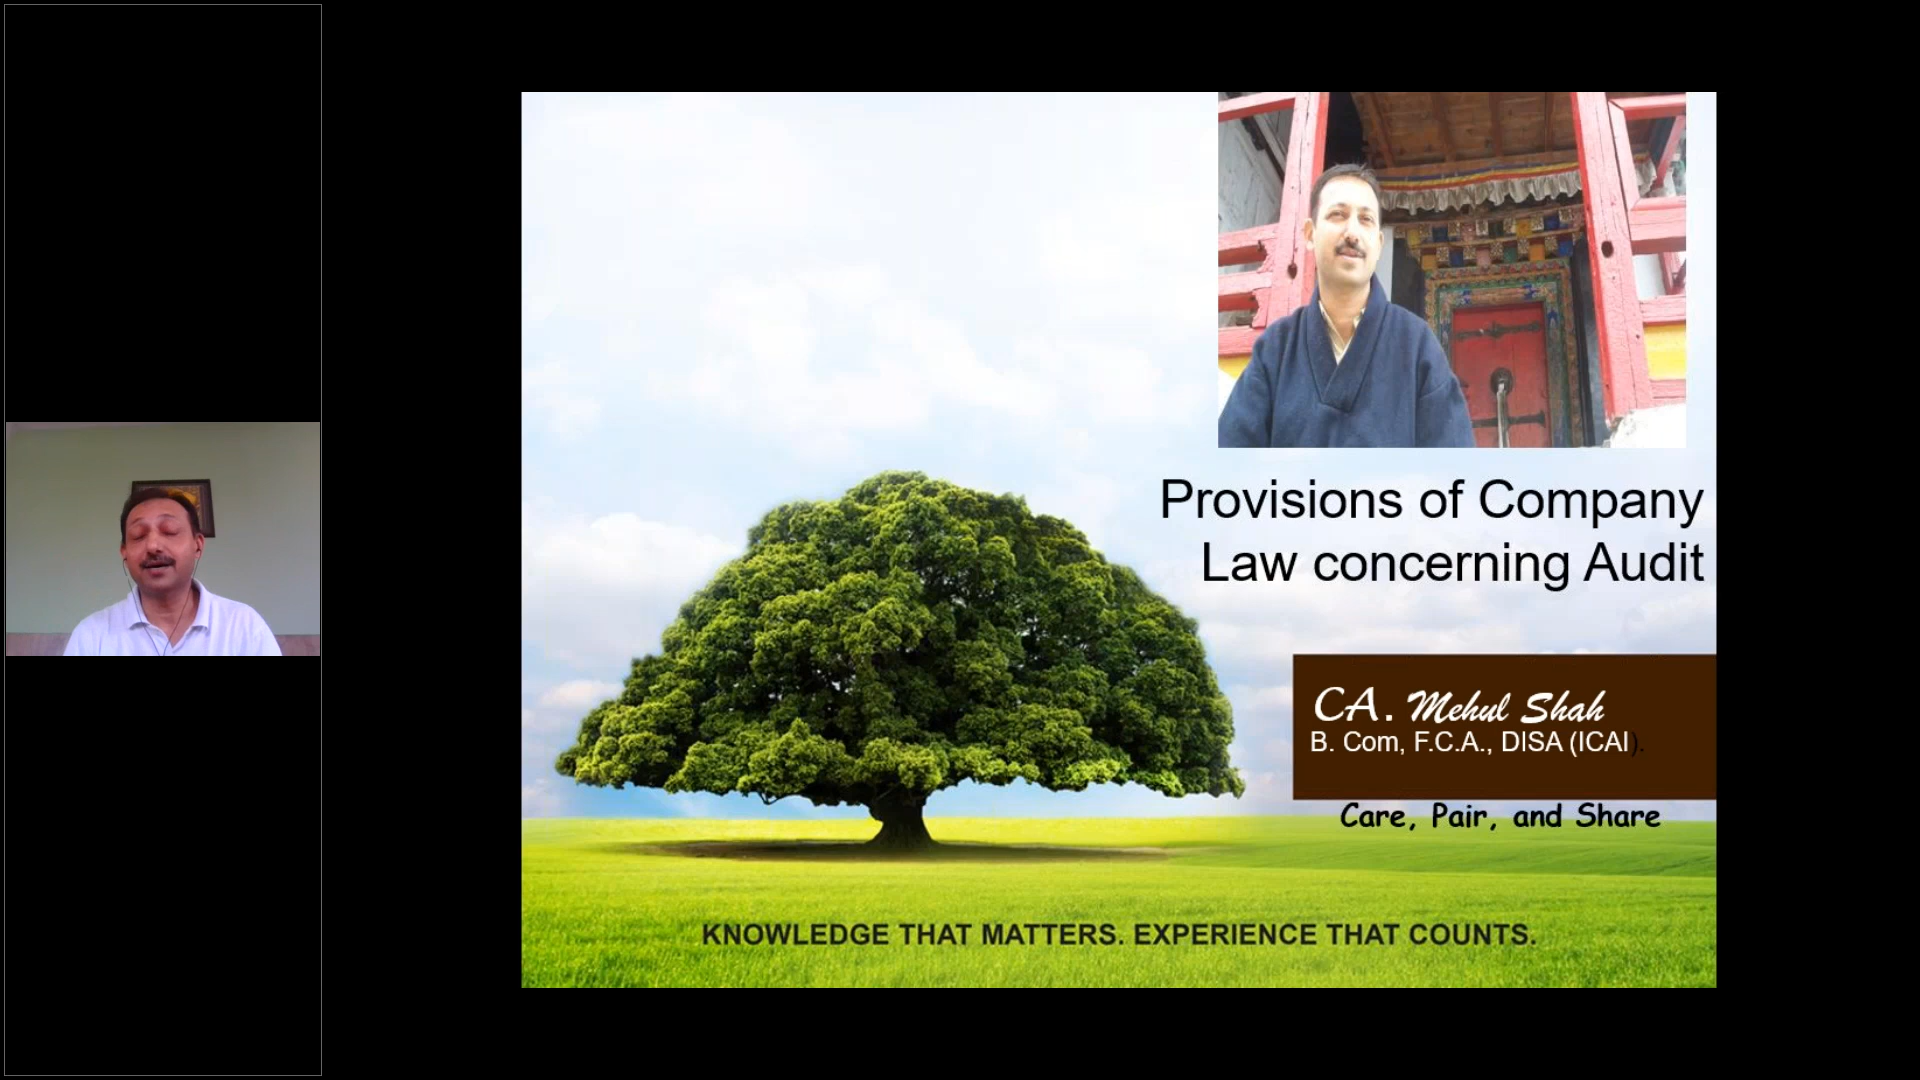 Provisions of Company
Law concerning Audit
CA. Mehul Shah
B. Com, F.C.A., DISA (ICAI).
Care, Pair, and Share
KNOWLEDGE THAT MATTERS. EXPERIENCE THAT COUNTS.